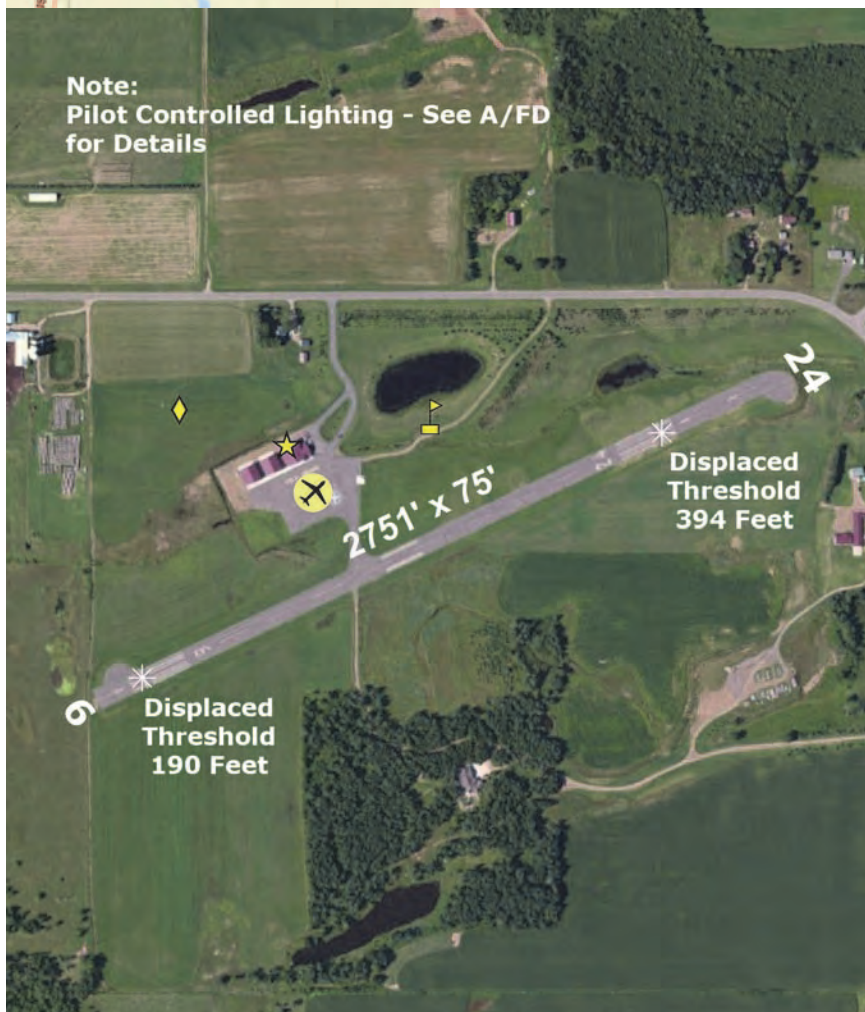 Note:
Pilot Controlled Lighting - See A/FD
for Details
24
Displaced
Threshold
394 Feet
2751' x 75'
6
Displaced
Threshold
190 Feet